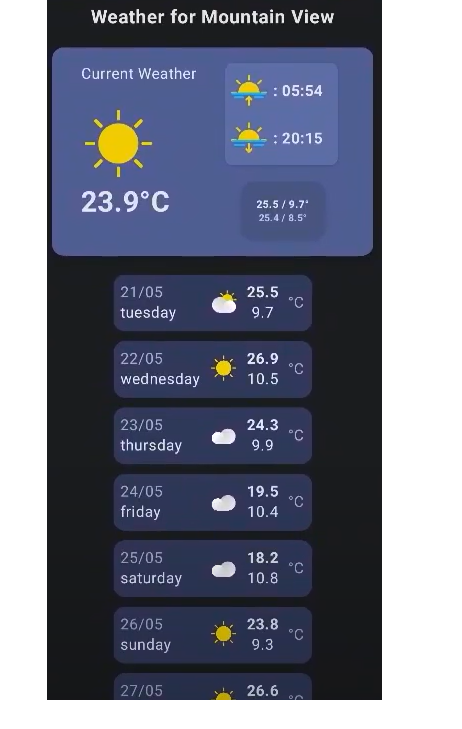 Weather for Mountain View
Current Weather
: 05:54
: 20:15
23.9°C
25.5 / 9.7°
25.4 / 8.5°
21/05
tuesday
25.5
9.7
°C
22/05
wednesday
26.9
10.5
°C
23/05
thursday
24.3
9.9
°C
24/05
friday
19.5
10.4
°C
25/05
saturday
18.2
10.8
°C
26/05
sunday
23.8
9.3
°C
27/05
26.6
°C